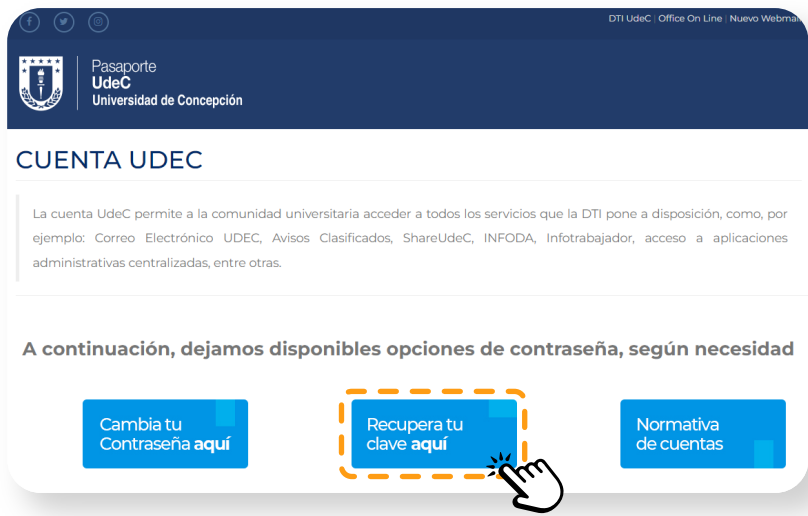 DTI UdeC | Office On Line | Nuevo Webmail
Pasaporte
UdeC
Universidad de Concepción
CUENTA UDEC
La cuenta UdeC permite a la comunidad universitaria acceder a todos los servicios que la DTI pone a disposición, como, por
ejemplo: Correo Electrónico UDEC, Avisos Clasificados, ShareUdeC, INFODA, Infotrabajador, acceso a aplicaciones
administrativas centralizadas, entre otras.
A continuación, dejamos disponibles opciones de contraseña, según necesidad
Cambia tu
Contraseña aquí
Recupera tu
clave aquí
Normativa
de cuentas